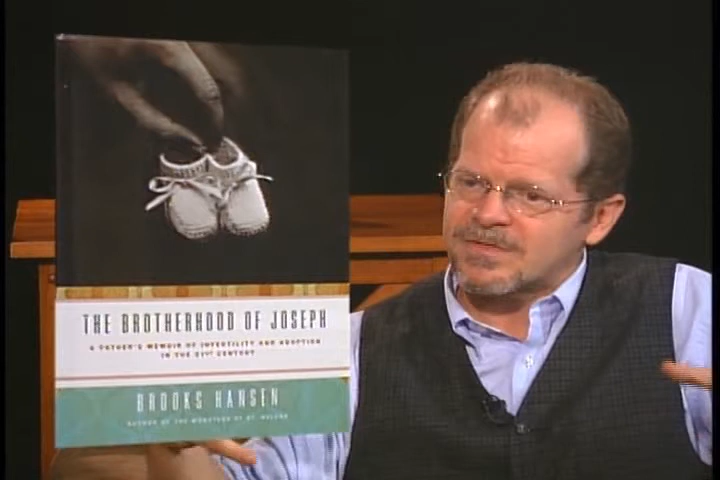 THE BROTHERHOOD OF JOSEPH
A FATHER'S MEMOIR OF INFERTILITY AND ADOPTION
IN THE 21ST CENTURY
BROOKS HANSEN
AUTHOR OF THE MONSTERS OF ST. HELENA